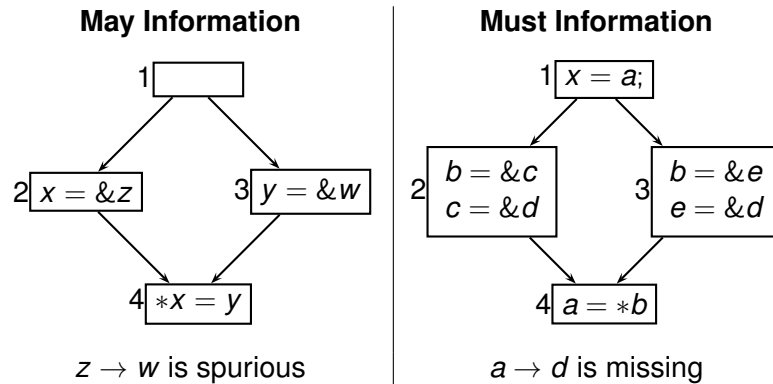 May Information
1
2 x = &z
3 y = &w
4 *x = y
z → w is spurious
Must Information
1 x = a;
2 b = &c
c = &d
3 b = &e
e = &d
4 a = *b
a → d is missing